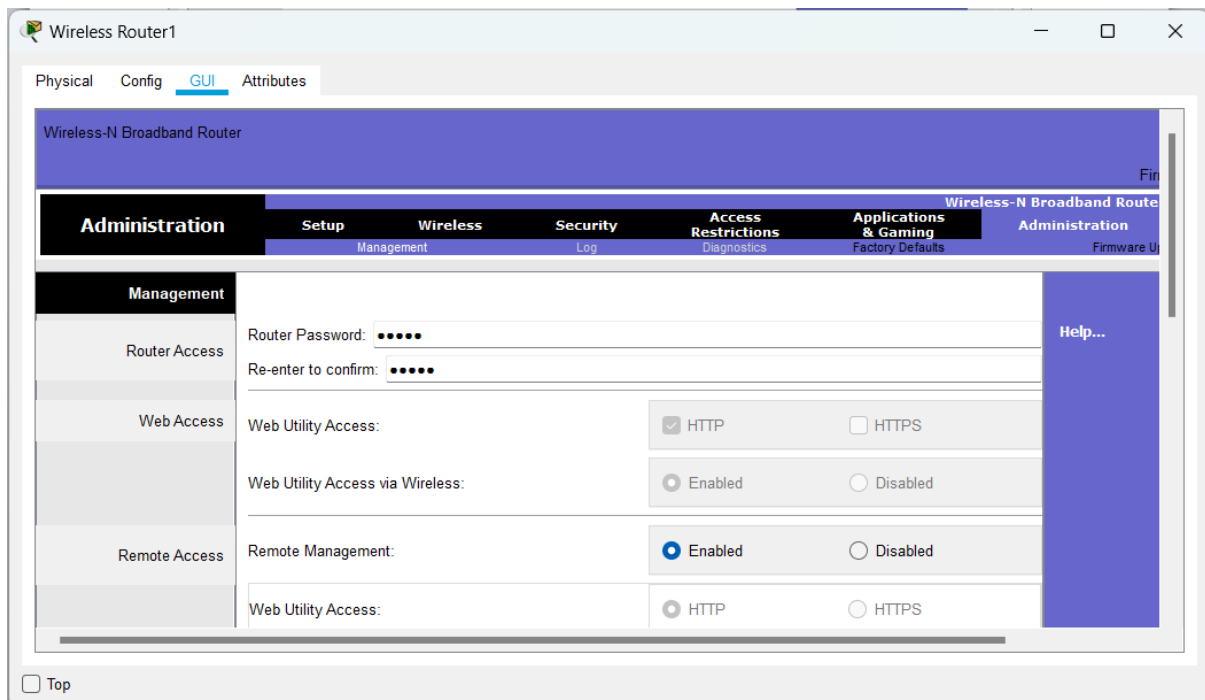 Wireless Router1
Physical Config GUI Attributes
Wireless-N Broadband Router
Fir
Wireless-N Broadband Route
Administration Setup Wireless Security Access Restrictions Applications & Gaming Administration
Management Log Diagnostics Factory Defaults Firmware U
Management
Router Access
Router Password: •••••
Help...
Re-enter to confirm: •••••
Web Access
Web Utility Access: HTTP HTTPS
Web Utility Access via Wireless: Enabled Disabled
Remote Access
Remote Management: Enabled Disabled
Web Utility Access: HTTP HTTPS
Top